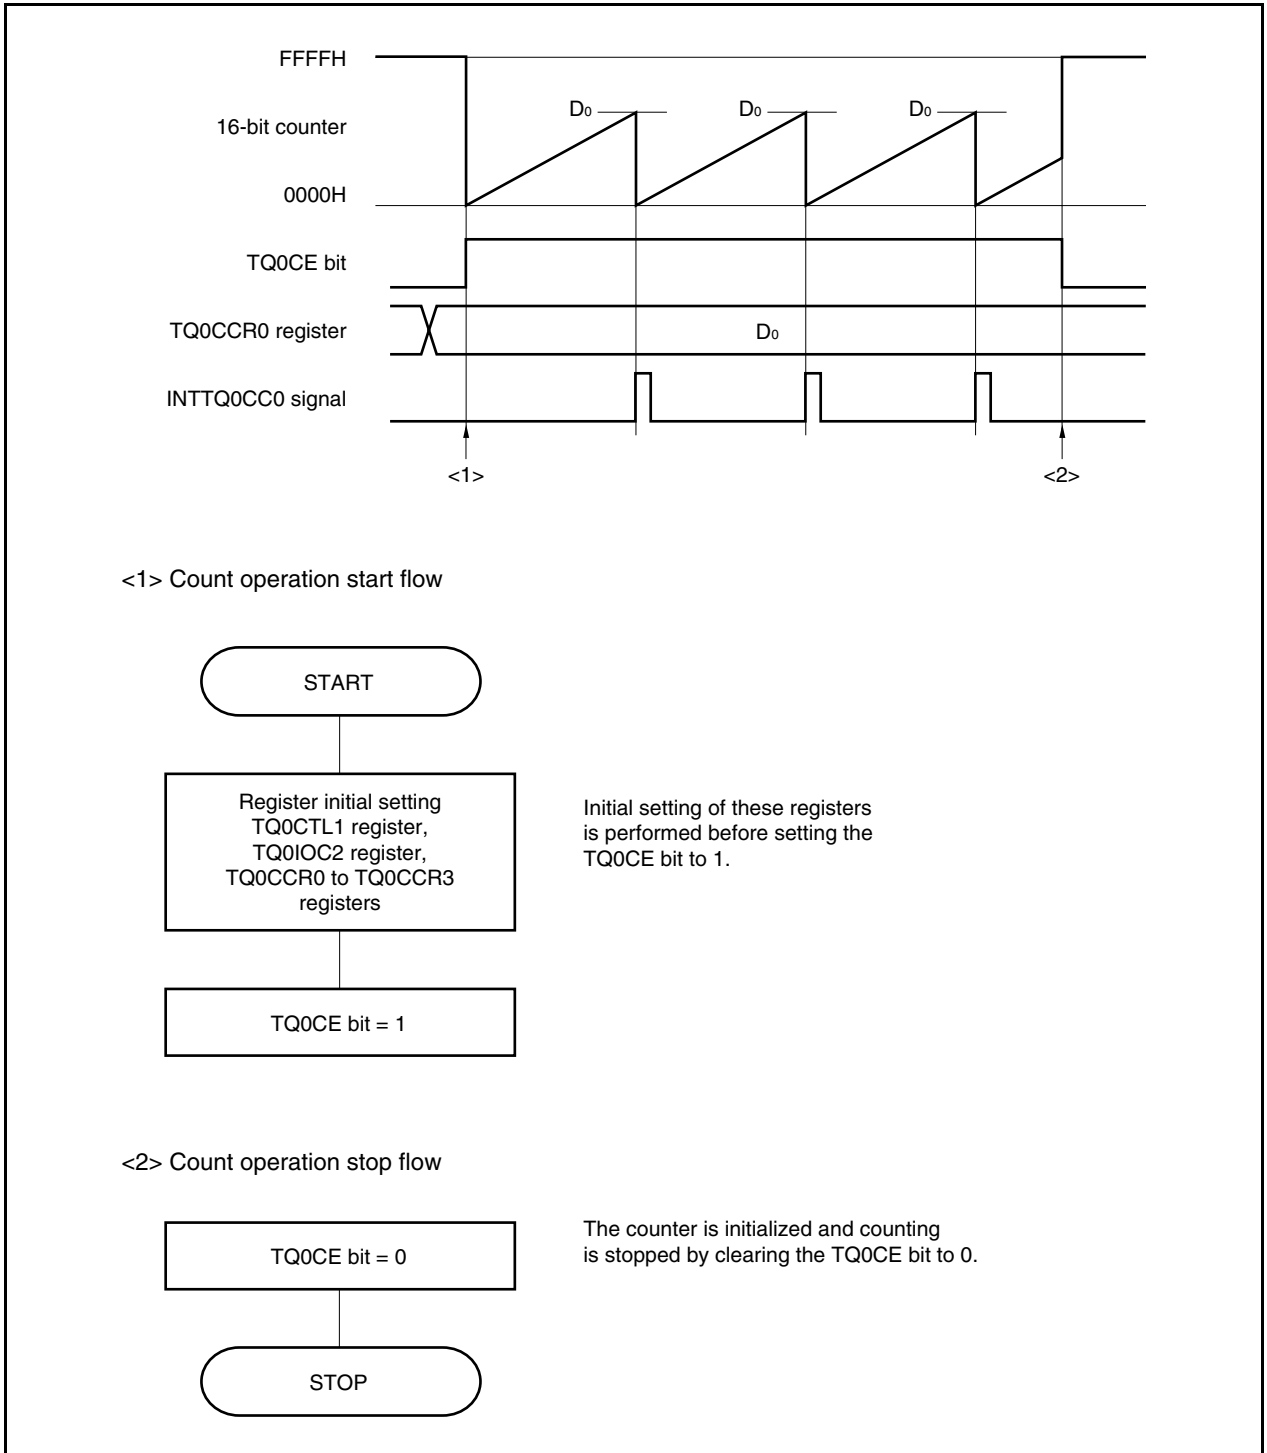 FFFFH
D0 D0 D0
16-bit counter
0000H
TQ0CE bit
TQ0CCR0 register
D0
INTTQ0CC0 signal
<1> <2>
<1> Count operation start flow
START
Register initial setting
TQ0CTL1 register,
TQ0IOC2 register,
TQ0CCR0 to TQ0CCR3
registers
Initial setting of these registers
is performed before setting the
TQ0CE bit to 1.
TQ0CE bit = 1
<2> Count operation stop flow
TQ0CE bit = 0
The counter is initialized and counting
is stopped by clearing the TQ0CE bit to 0.
STOP